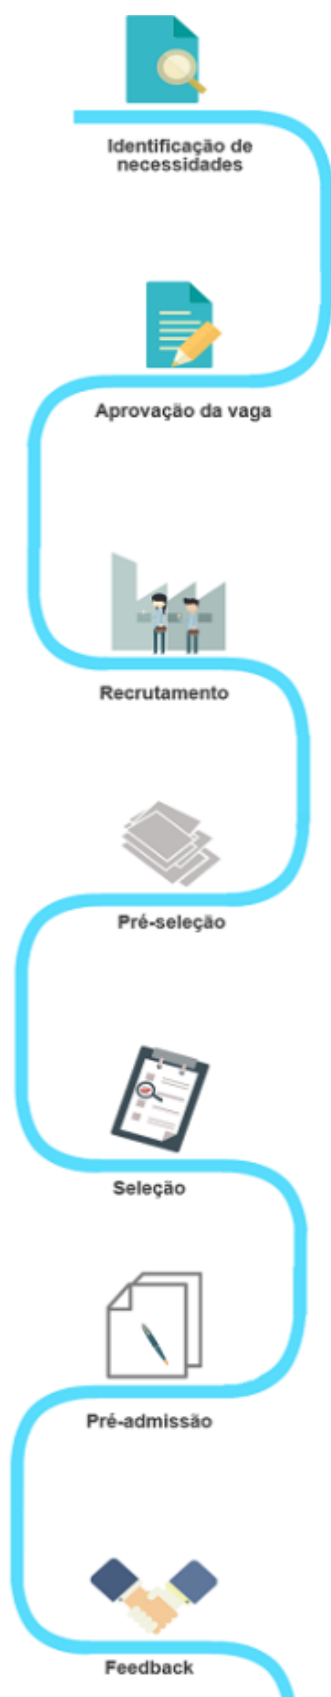 Identificação de
necessidades
Aprovação da vaga
Recrutamento
Pré-seleção
Seleção
Pré-admissão
Feedback